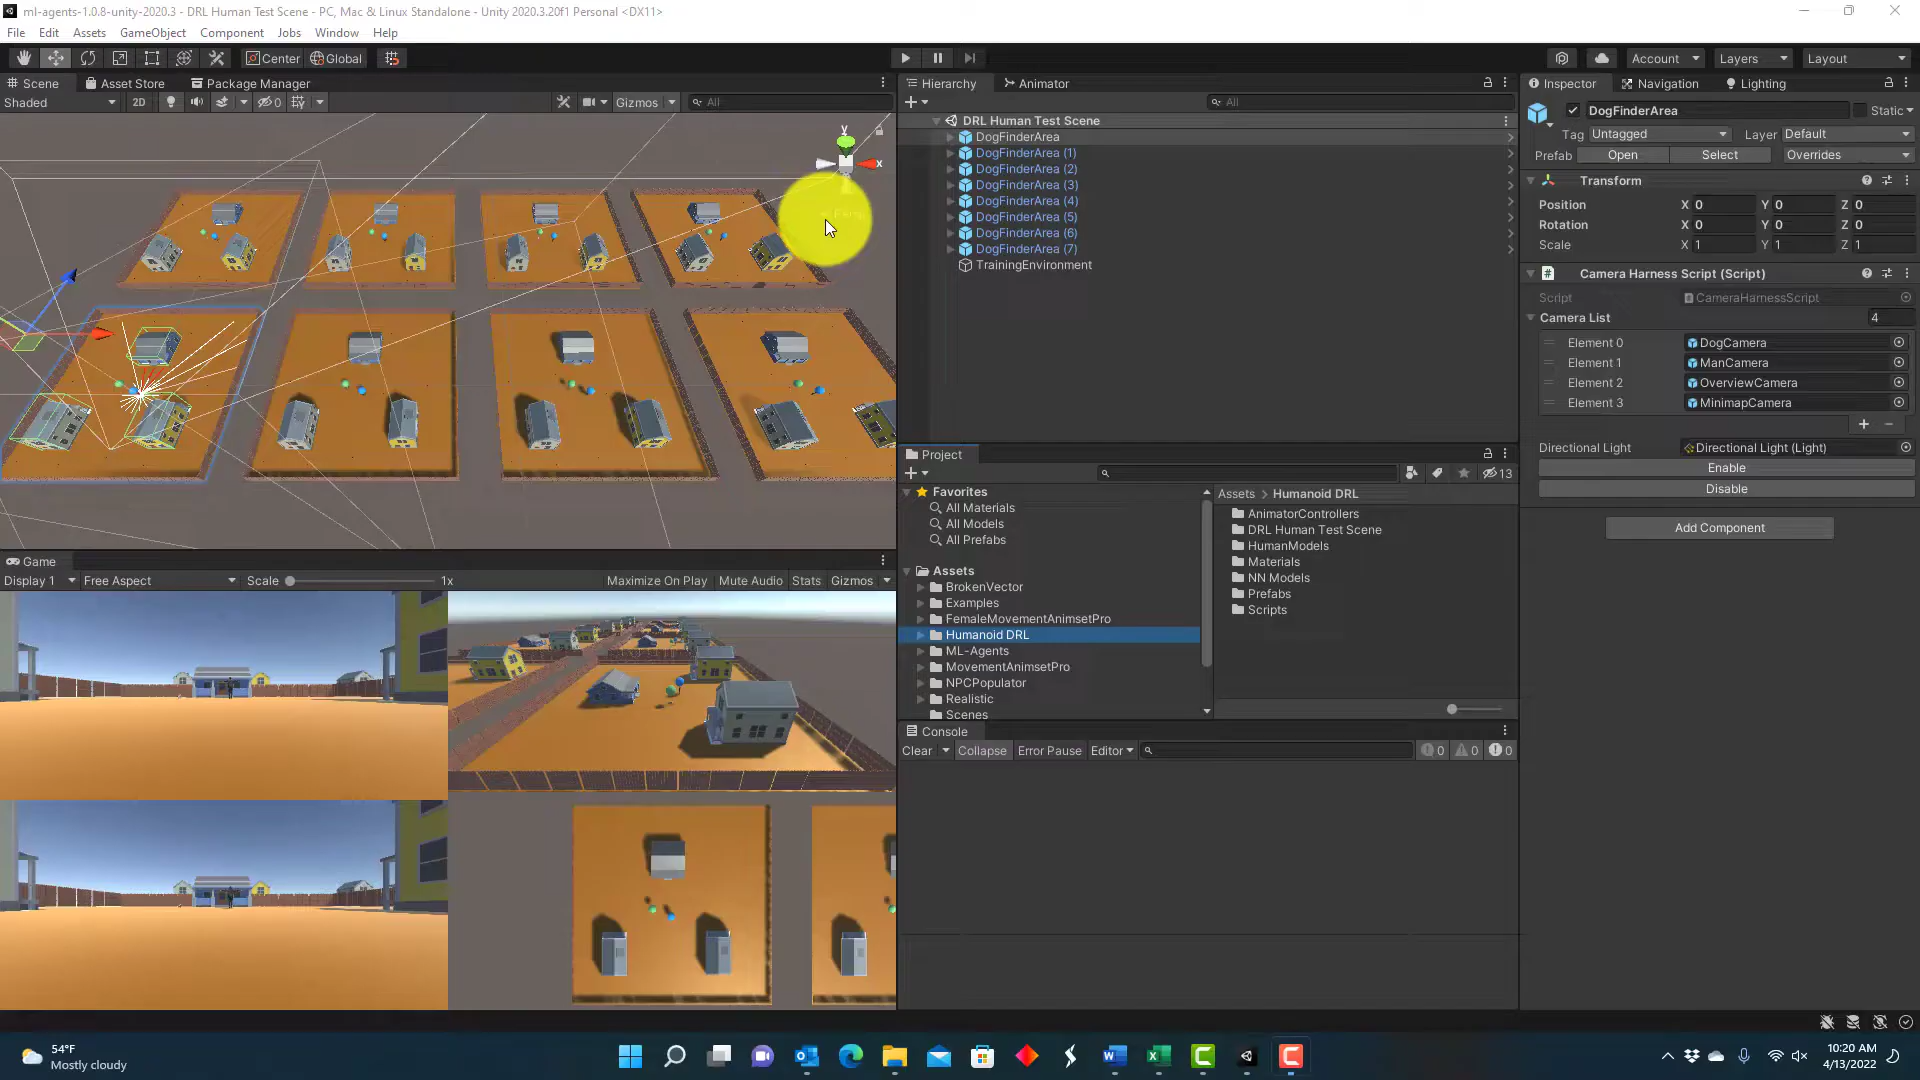 ml-agents-1.0.8-unity-2020.3 - DRL Human Test Scene - PC, Mac & Linux Standalone - Unity 2020.3.20f1 Personal <DX11>
File Edit Assets GameObject Component Jobs Window Help
Center Global Account Layers Layout
Scene Asset Store Package Manager
Shaded 2D 0 Gizmos All
y
x
Hierarchy Animator
All
DRL Human Test Scene
DogFinderArea
DogFinderArea (1)
DogFinderArea (2)
DogFinderArea (3)
DogFinderArea (4)
DogFinderArea (5)
DogFinderArea (6)
DogFinderArea (7)
TrainingEnvironment
Inspector Navigation Lighting
DogFinderArea Static
Tag Untagged Layer Default
Prefab Open Select Overrides
Transform
Position X 0 Y 0 Z 0
Rotation X 0 Y 0 Z 0
Scale X 1 Y 1 Z 1
Camera Harness Script (Script)
Script CameraHarnessScript
Camera List 4
Element 0 DogCamera
Element 1 ManCamera
Element 2 OverviewCamera
Element 3 MinimapCamera
Directional Light Directional Light (Light)
Enable
Disable
Add Component
Project
13
Favorites
All Materials
All Models
All Prefabs
Assets
BrokenVector
Examples
FemaleMovementAnimsetPro
Humanoid DRL
ML-Agents
MovementAnimsetPro
NPCPopulator
Realistic
Scenes
Assets > Humanoid DRL
AnimatorControllers
DRL Human Test Scene
HumanModels
Materials
NN Models
Prefabs
Scripts
Game
Display 1 Free Aspect Scale 1x Maximize On Play Mute Audio Stats Gizmos
Console
Clear Collapse Error Pause Editor 0 0 0
54°F
Mostly cloudy
10:20 AM
4/13/2022